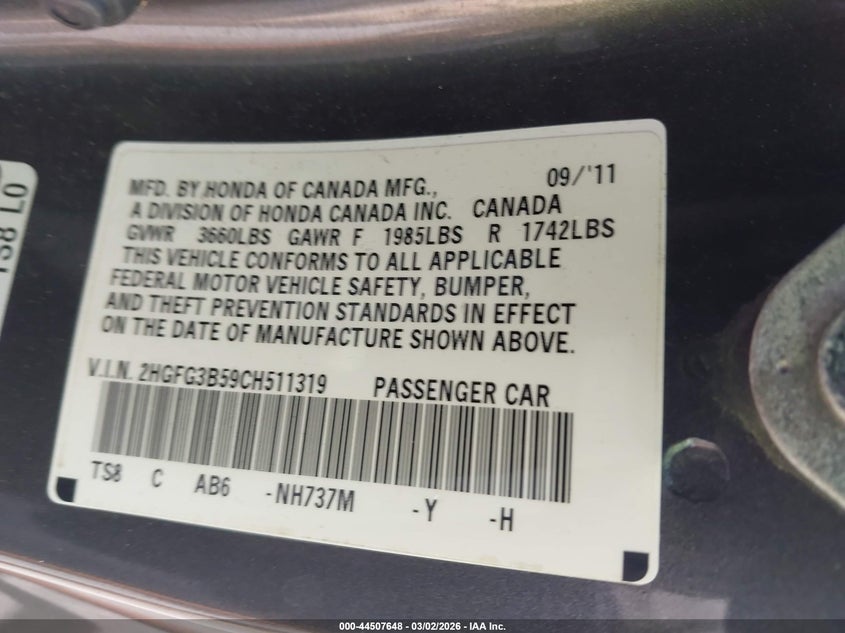 MFD. BY HONDA OF CANADA MFG., 09/'11
A DIVISION OF HONDA CANADA INC. CANADA
GVWR 3660LBS GAWR F 1985LBS R 1742LBS
THIS VEHICLE CONFORMS TO ALL APPLICABLE
FEDERAL MOTOR VEHICLE SAFETY, BUMPER,
AND THEFT PREVENTION STANDARDS IN EFFECT
ON THE DATE OF MANUFACTURE SHOWN ABOVE.
V.I.N. 2HGFG3B59CH511319 PASSENGER CAR
TS8 C AB6 -NH737M -Y -H
TS8 L0
000-44507648 - 03/02/2026 - IAA Inc.